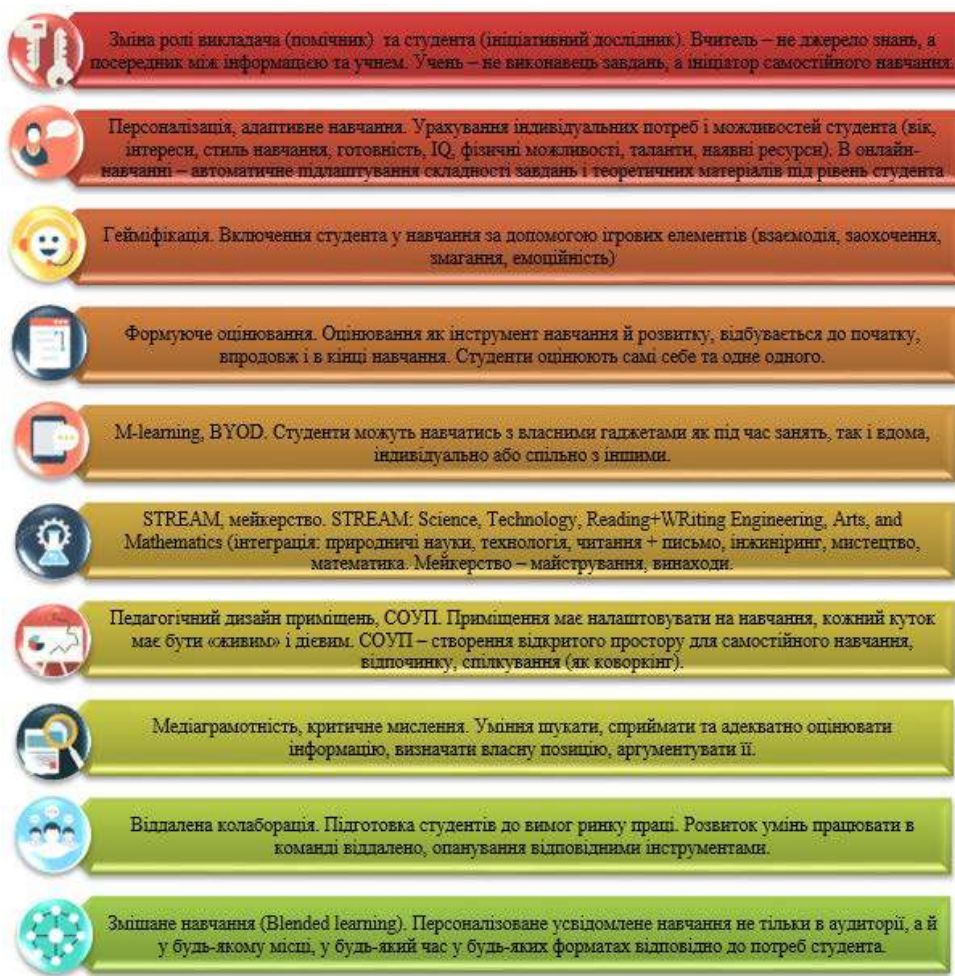 Зміна ролі викладача (помічник) та студента (ініціативний дослідник). Вчитель – не джерело знань, а
посередник між інформацією та учнем. Учень – не виконавець завдань, а ініціатор самостійного навчання.
Персоналізація, адаптивне навчання. Урахування індивідуальних потреб і можливостей студента (вік,
інтереси, стиль навчання, готовність, IQ, фізичні можливості, таланти, наявні ресурси). В онлайн-
навчанні – автоматичне підлаштування складності завдань і теоретичних матеріалів під рівень студента
Гейміфікація. Включення студента у навчання за допомогою ігрових елементів (взаємодія, заохочення,
змагання, емоційність)
Формуюче оцінювання. Оцінювання як інструмент навчання й розвитку, відбувається до початку,
впродовж і в кінці навчання. Студенти оцінюють самі себе та одне одного.
M-learning, BYOD. Студенти можуть навчатись з власними гаджетами як під час занять, так і вдома,
індивідуально або спільно з іншими.
STREAM, мейкерство. STREAM: Science, Technology, Reading+WRiting Engineering, Arts, and
Mathematics (інтеграція: природничі науки, технологія, читання + письмо, інжиніринг, мистецтво,
математика. Мейкерство – майстрування, винаходи.
Педагогічний дизайн приміщень, СОУП. Приміщення має налаштовувати на навчання, кожний куток
має бути «живим» і дієвим. СОУП – створення відкритого простору для самостійного навчання,
відпочинку, спілкування (як коворкінг).
Медіаграмотність, критичне мислення. Уміння шукати, сприймати та адекватно оцінювати
інформацію, визначати власну позицію, аргументувати її.
Віддалена колаборація. Підготовка студентів до вимог ринку праці. Розвиток умінь працювати в
команді віддалено, опанування відповідними інструментами.
Змішане навчання (Blended learning). Персоналізоване усвідомлене навчання не тільки в аудиторії, а й
у будь-якому місці, у будь-який час у будь-яких форматах відповідно до потреб студента.